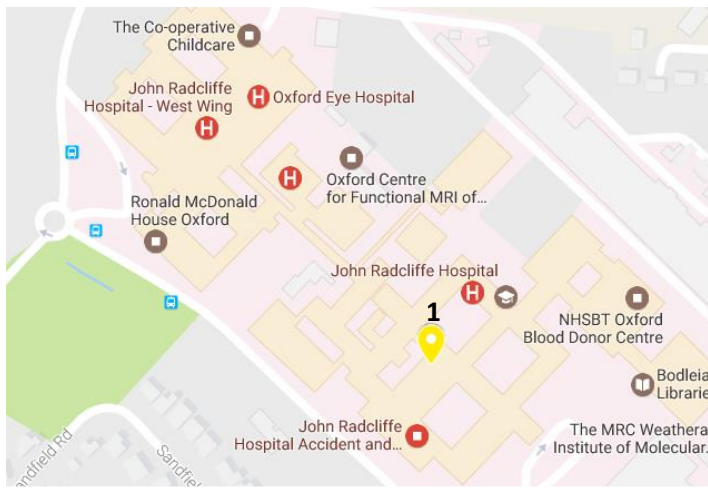 The Co-operative
Childcare
John Radcliffe
Hospital - West Wing
H
H Oxford Eye Hospital
H
Ronald McDonald
House Oxford
Oxford Centre
for Functional MRI of...
John Radcliffe Hospital
H
1
NHSBT Oxford
Blood Donor Centre
Bodleia
Librarie
John Radcliffe
Hospital Accident and...
The MRC Weathera
Institute of Molecular.
Sandfield Rd
Sandfie